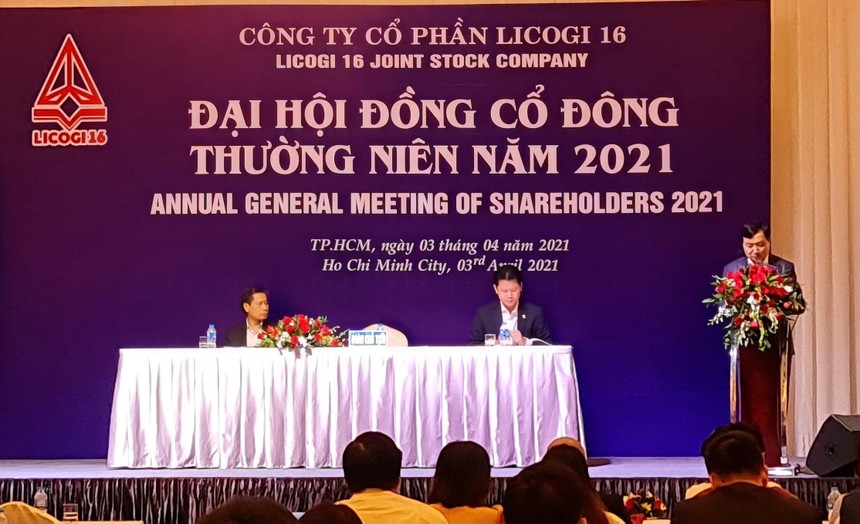 CÔNG TY CỔ PHẦN LICOGI 16
LICOGI 16 JOINT STOCK COMPANY
LICOGI 16
ĐẠI HỘI ĐỒNG CỔ ĐÔNG
THƯỜNG NIÊN NĂM 2021
ANNUAL GENERAL MEETING OF SHAREHOLDERS 2021
TP.HCM, ngày 03 tháng 04 năm 2021
Ho Chi Minh City, 03rd April 2021